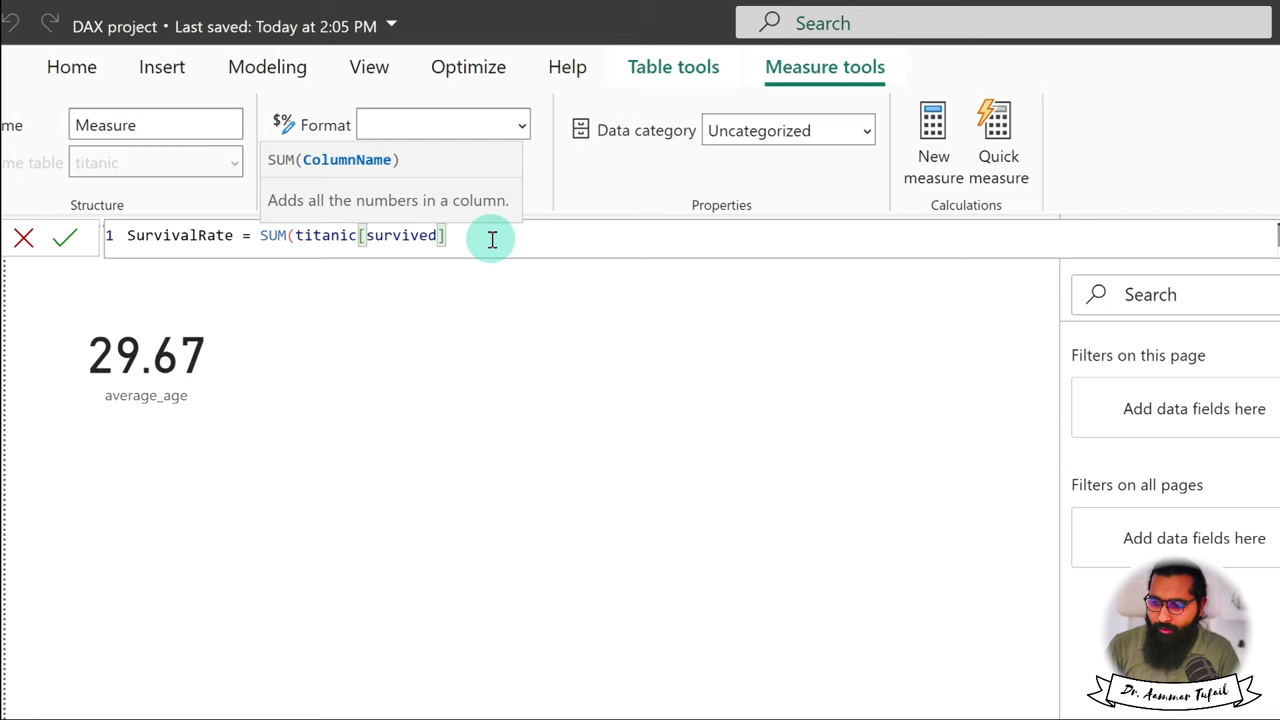 DAX project • Last saved: Today at 2:05 PM
Search
Home Insert Modeling View Optimize Help Table tools Measure tools
me Measure
$% Format
Data category Uncategorized
New measure
Quick measure
me table titanic
SUM(ColumnName)
Adds all the numbers in a column.
Structure
Properties
Calculations
1 SurvivalRate = SUM(titanic[survived]
29.67
average_age
Search
Filters on this page
Add data fields here
Filters on all pages
Add data fields here
Dr. Aammar Tufail